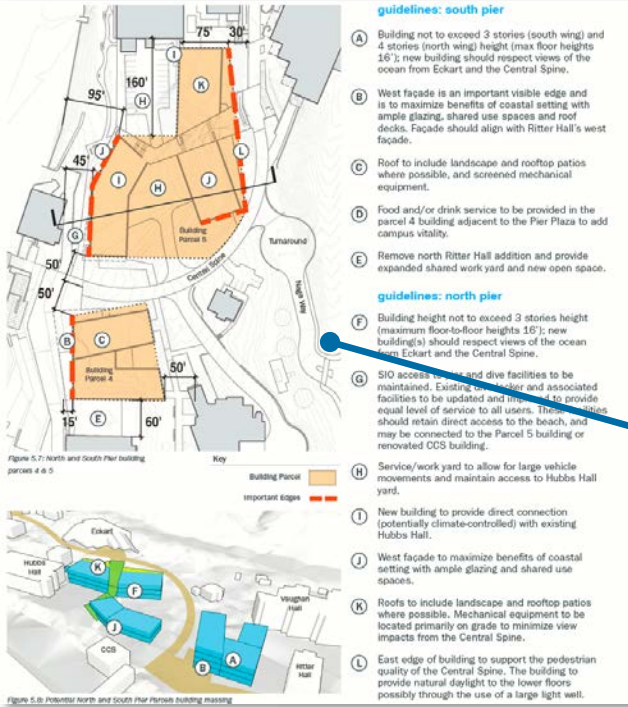 75'
30'
I
K
160'
H
95'
J
L
I
H
J
45'
Building
Parcel 5
G
50'
Central Spine
Turnaround
Naga Way
50'
B
C
Building
Parcel 4
50'
E
15'
60'
Figure 5.7: North and South Pier building
parcels 4 & 5
Key
Building Parcel
Important Edges
Eckart
Hubbs
Hall
K
F
J
Vaughan
Hall
CCS
B
A
Ritter
Hall
Figure 5.8: Potential North and South Pier Parcels building massing
guidelines: south pier
A Building not to exceed 3 stories (south wing) and
4 stories (north wing) height (max floor heights
16'); new building should respect views of the
ocean from Eckart and the Central Spine.
B West façade is an important visible edge and
is to maximize benefits of coastal setting with
ample glazing, shared use spaces and roof
decks. Façade should align with Ritter Hall's west
façade.
C Roof to include landscape and rooftop patios
where possible, and screened mechanical
equipment.
D Food and/or drink service to be provided in the
parcel 4 building adjacent to the Pier Plaza to add
campus vitality.
E Remove north Ritter Hall addition and provide
expanded shared work yard and new open space.
guidelines: north pier
F Building height not to exceed 3 stories height
(maximum floor-to-floor heights 16'); new
building(s) should respect views of the ocean
from Eckart and the Central Spine.
G SIO access to and dive facilities to be
maintained. Existing and associated
facilities to be updated and to provide
equal level of service to all users. These
should retain direct access to the beach, and
may be connected to the Parcel 5 building or
renovated CCS building.
H Service/work yard to allow for large vehicle
movements and maintain access to Hubbs Hall
yard.
I New building to provide direct connection
(potentially climate-controlled) with existing
Hubbs Hall.
J West façade to maximize benefits of coastal
setting with ample glazing and shared use
spaces.
K Roofs to include landscape and rooftop patios
where possible. Mechanical equipment to be
located primarily on grade to minimize view
impacts from the Central Spine.
L East edge of building to support the pedestrian
quality of the Central Spine. The building to
provide natural daylight to the lower floors
possibly through the use of a large light well.